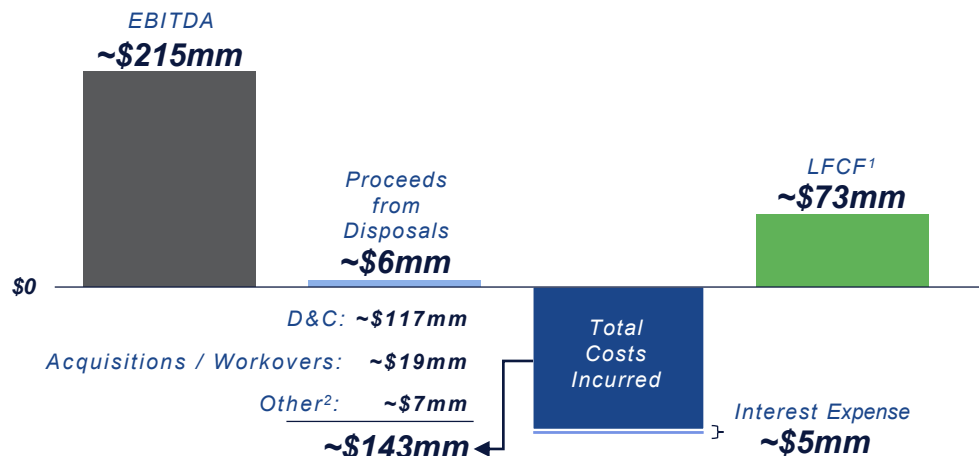 EBITDA
~$215mm
Proceeds
from
Disposals
~$6mm
LFCF¹
~$73mm
$0
D&C: ~$117mm
Acquisitions / Workovers: ~$19mm
Other²: ~$7mm
~$143mm
Total
Costs
Incurred
Interest Expense
~$5mm